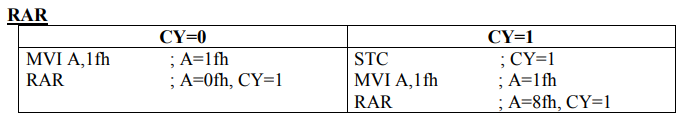 RAR
CY=0 CY=1
MVI A,1fh ; A=1fh STC ; CY=1
RAR ; A=0fh, CY=1 MVI A,1fh ; A=1fh
RAR ; A=8fh, CY=1